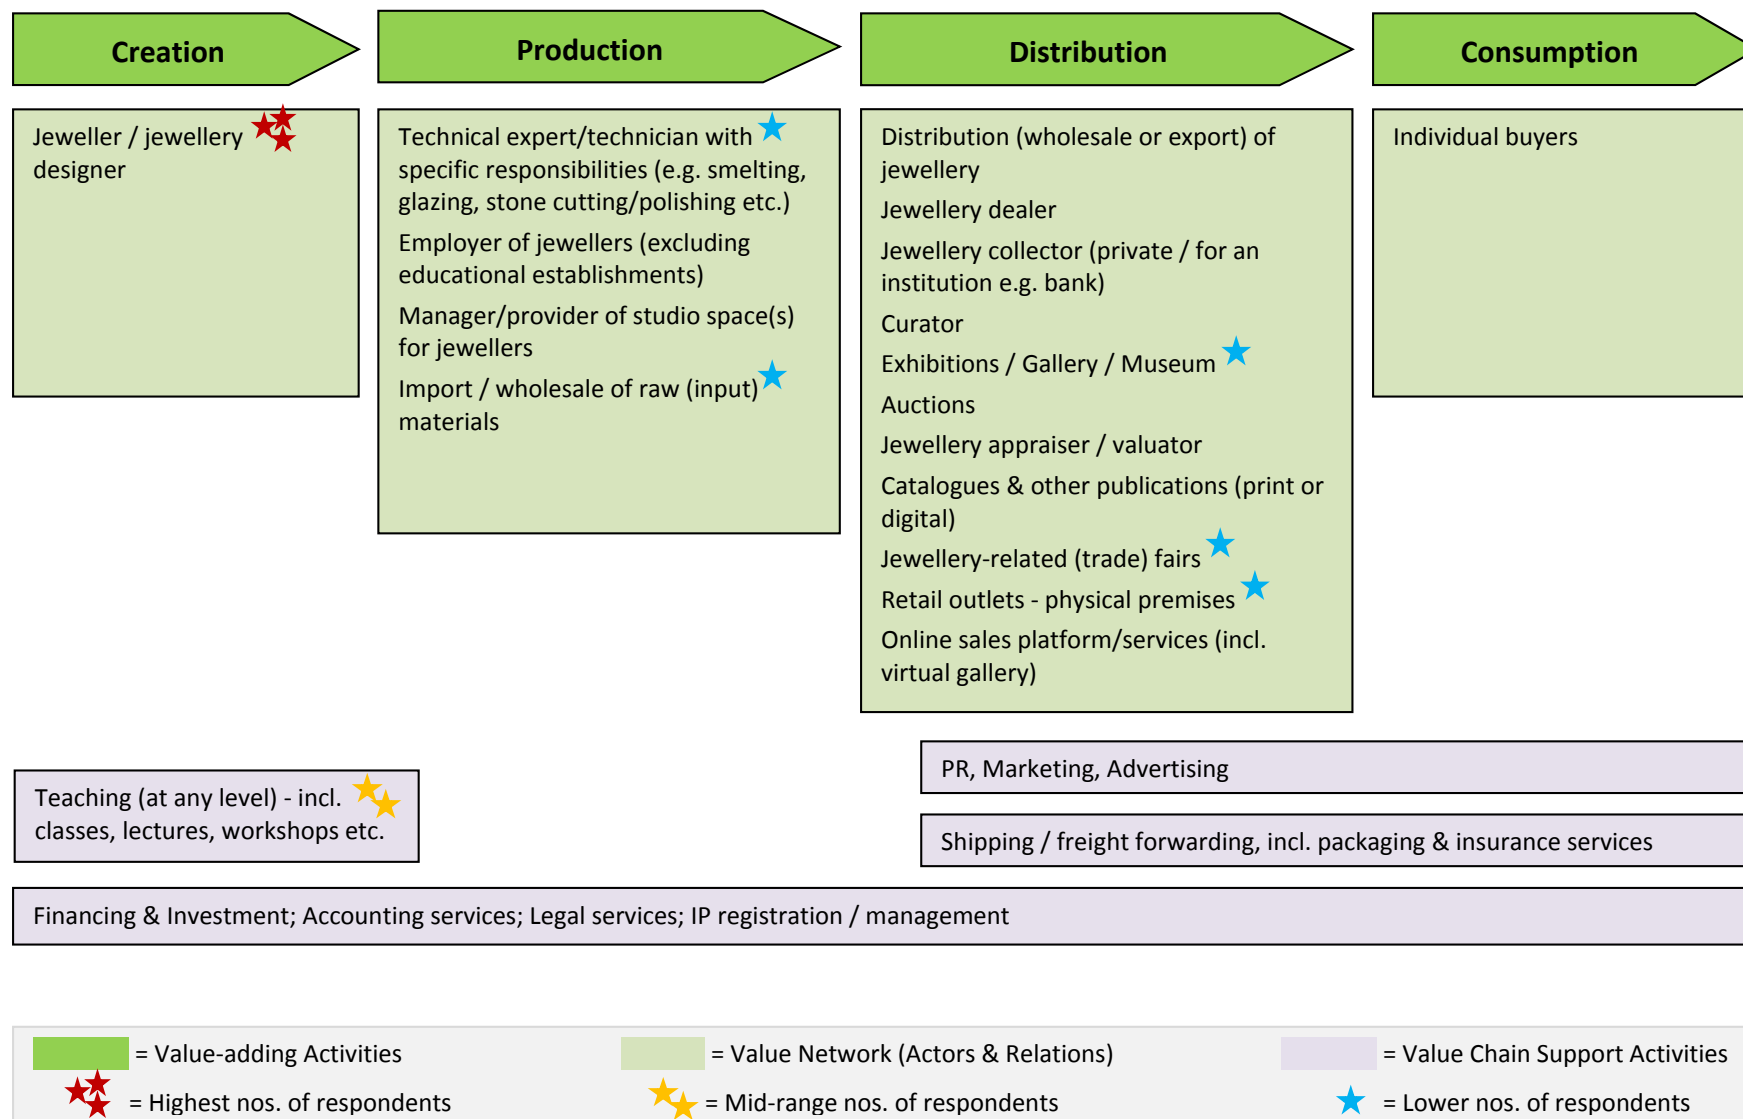 Creation
Production
Distribution
Consumption
Jeweller / jewellery
designer
Technical expert/technician with
specific responsibilities (e.g. smelting,
glazing, stone cutting/polishing etc.)
Employer of jewellers (excluding
educational establishments)
Manager/provider of studio space(s)
for jewellers
Import / wholesale of raw (input)
materials
Distribution (wholesale or export) of
jewellery
Jewellery dealer
Jewellery collector (private / for an
institution e.g. bank)
Curator
Exhibitions / Gallery / Museum
Auctions
Jewellery appraiser / valuator
Catalogues & other publications (print or
digital)
Jewellery-related (trade) fairs
Retail outlets - physical premises
Online sales platform/services (incl.
virtual gallery)
Individual buyers
Teaching (at any level) - incl.
classes, lectures, workshops etc.
PR, Marketing, Advertising
Shipping / freight forwarding, incl. packaging & insurance services
Financing & Investment; Accounting services; Legal services; IP registration / management
= Value-adding Activities
= Value Network (Actors & Relations)
= Value Chain Support Activities
= Highest nos. of respondents
= Mid-range nos. of respondents
= Lower nos. of respondents